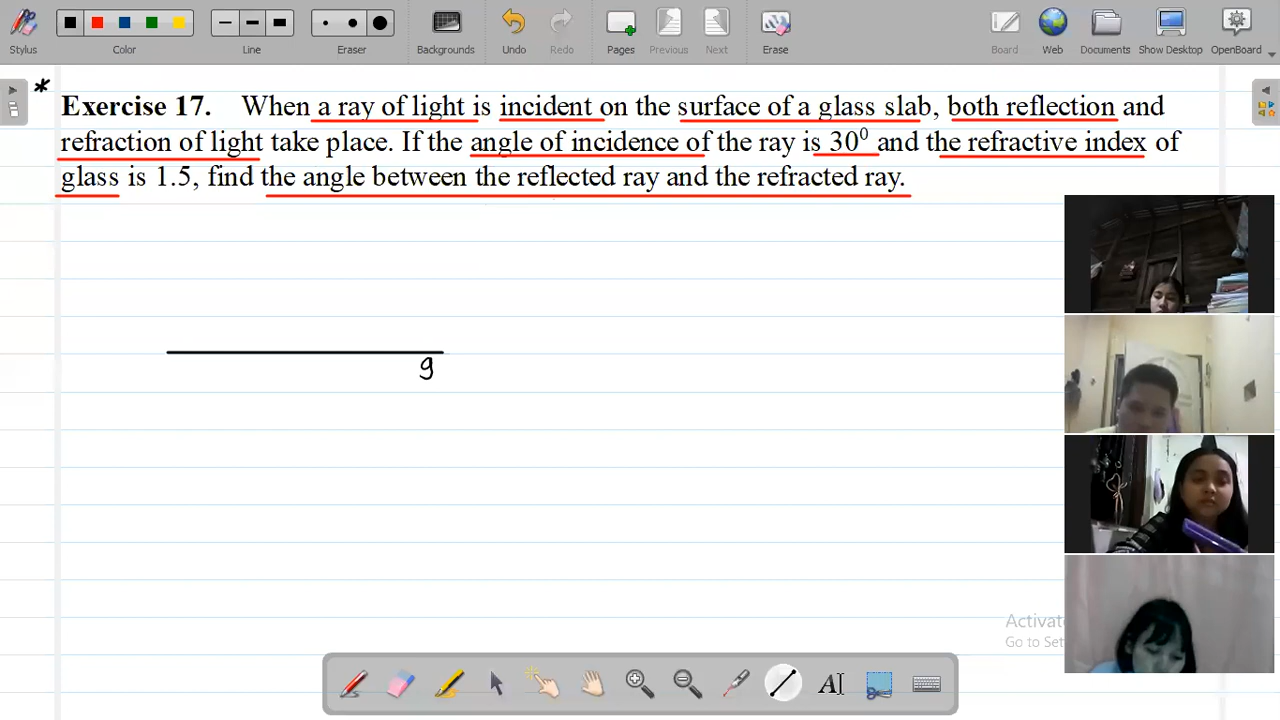 Stylus Color Line Eraser Backgrounds Undo Redo Pages Previous Next Erase Board Web Documents Show Desktop OpenBoard
* Exercise 17. When a ray of light is incident on the surface of a glass slab, both reflection and
refraction of light take place. If the angle of incidence of the ray is 30⁰ and the refractive index of
glass is 1.5, find the angle between the reflected ray and the refracted ray.
g
Activate
Go to Set
AI